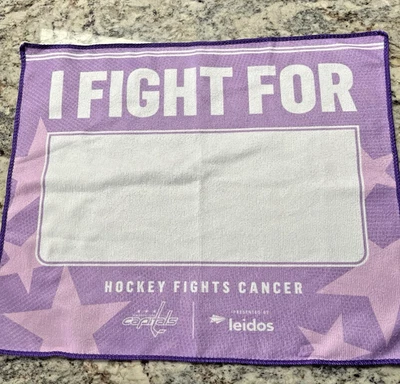 I FIGHT FOR
HOCKEY FIGHTS CANCER
capitals
PRESENTED BY
leidos